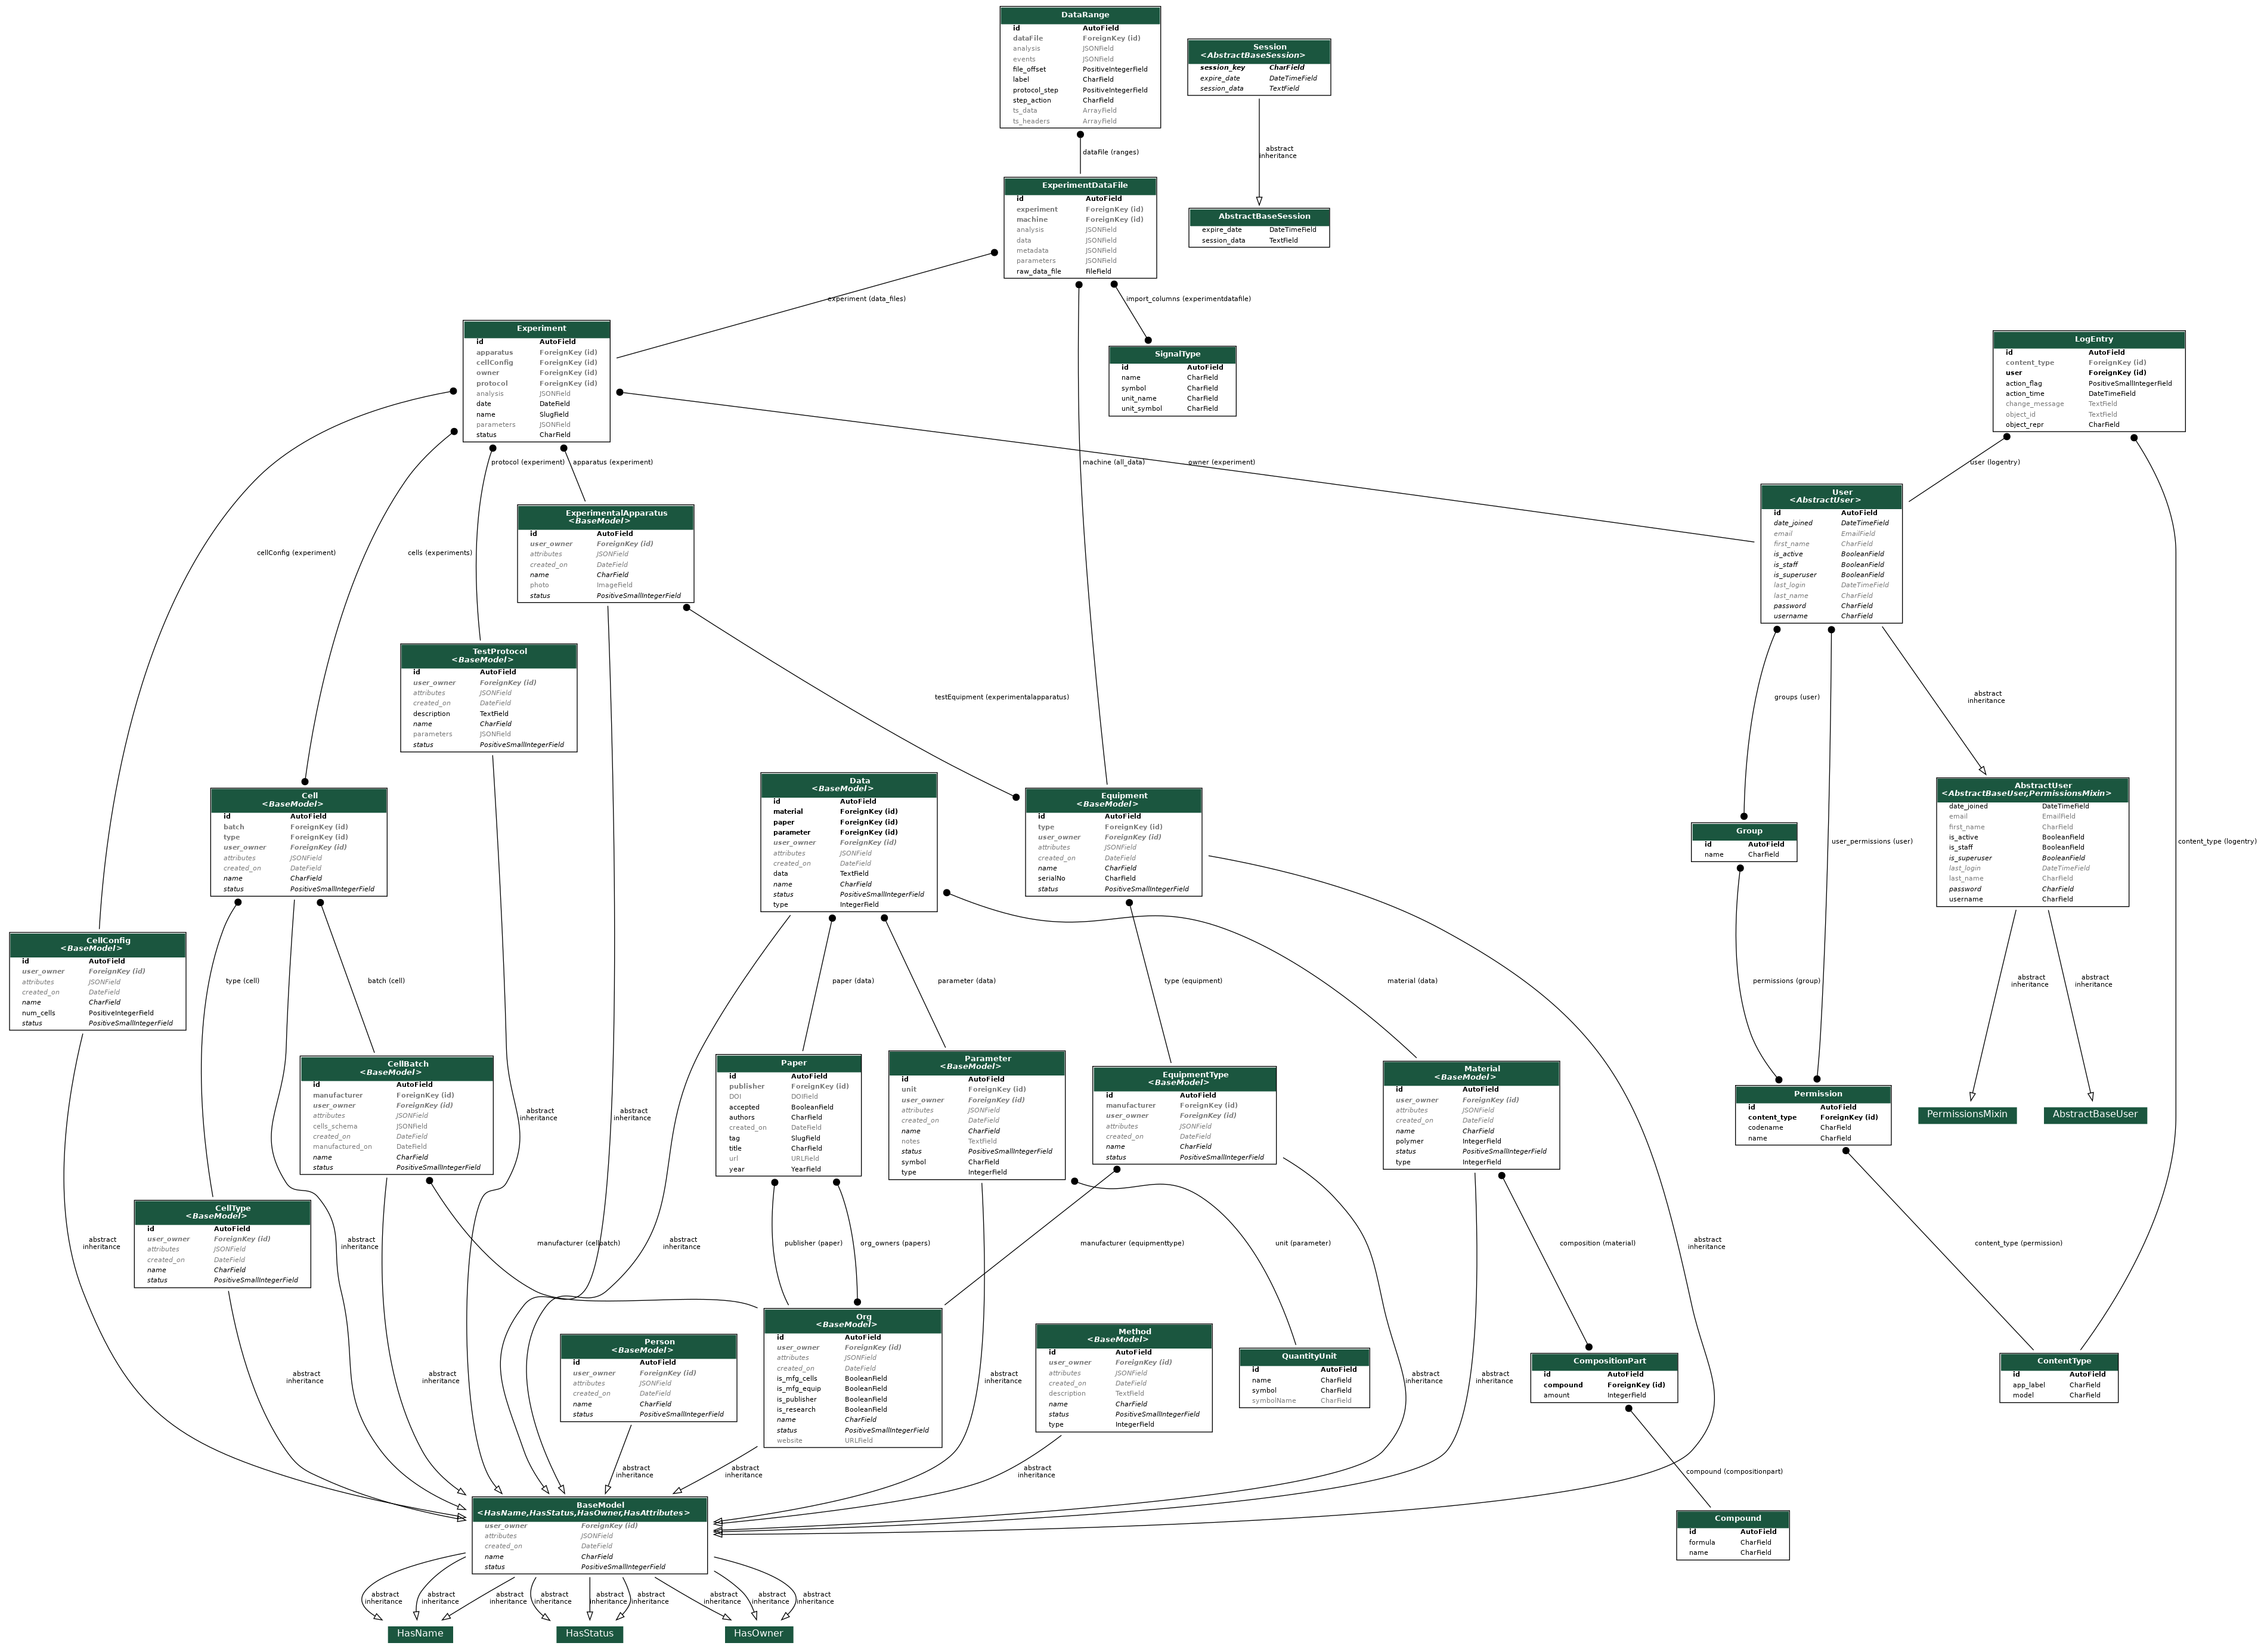 DataRange
id AutoField
dataFile ForeignKey (id)
analysis JSONField
events JSONField
file_offset PositiveIntegerField
label CharField
protocol_step PositiveIntegerField
step_action CharField
ts_data ArrayField
ts_headers ArrayField
Session
<AbstractBaseSession>
session_key CharField
expire_date DateTimeField
session_data TextField
dataFile (ranges)
abstract
inheritance
ExperimentDataFile
id AutoField
experiment ForeignKey (id)
machine ForeignKey (id)
analysis JSONField
data JSONField
metadata JSONField
parameters JSONField
raw_data_file FileField
AbstractBaseSession
expire_date DateTimeField
session_data TextField
experiment (data_files)
import_columns (experimentdatafile)
Experiment
id AutoField
apparatus ForeignKey (id)
cellConfig ForeignKey (id)
owner ForeignKey (id)
protocol ForeignKey (id)
analysis JSONField
date DateField
name SlugField
parameters JSONField
status CharField
SignalType
id AutoField
name CharField
symbol CharField
unit_name CharField
unit_symbol CharField
LogEntry
id AutoField
content_type ForeignKey (id)
user ForeignKey (id)
action_flag PositiveSmallIntegerField
action_time DateTimeField
change_message TextField
object_id TextField
object_repr CharField
protocol (experiment)
apparatus (experiment)
machine (all_data)
owner (experiment)
user (logentry)
ExperimentalApparatus
<BaseModel>
id AutoField
user_owner ForeignKey (id)
attributes JSONField
created_on DateField
name CharField
photo ImageField
status PositiveSmallIntegerField
User
<AbstractUser>
id AutoField
date_joined DateTimeField
email EmailField
first_name CharField
is_active BooleanField
is_staff BooleanField
is_superuser BooleanField
last_login DateTimeField
last_name CharField
password CharField
username CharField
cellConfig (experiment)
cells (experiments)
TestProtocol
<BaseModel>
id AutoField
user_owner ForeignKey (id)
attributes JSONField
created_on DateField
description TextField
name CharField
parameters JSONField
status PositiveSmallIntegerField
testEquipment (experimentalapparatus)
groups (user)
abstract
inheritance
Cell
<BaseModel>
id AutoField
batch ForeignKey (id)
type ForeignKey (id)
user_owner ForeignKey (id)
attributes JSONField
created_on DateField
name CharField
status PositiveSmallIntegerField
Data
<BaseModel>
id AutoField
material ForeignKey (id)
paper ForeignKey (id)
parameter ForeignKey (id)
user_owner ForeignKey (id)
attributes JSONField
created_on DateField
data TextField
name CharField
status PositiveSmallIntegerField
type IntegerField
Equipment
<BaseModel>
id AutoField
type ForeignKey (id)
user_owner ForeignKey (id)
attributes JSONField
created_on DateField
name CharField
serialNo CharField
status PositiveSmallIntegerField
Group
id AutoField
name CharField
user_permissions (user)
AbstractUser
<AbstractBaseUser,PermissionsMixin>
date_joined DateTimeField
email EmailField
first_name CharField
is_active BooleanField
is_staff BooleanField
is_superuser BooleanField
last_login DateTimeField
last_name CharField
password CharField
username CharField
content_type (logentry)
CellConfig
<BaseModel>
id AutoField
user_owner ForeignKey (id)
attributes JSONField
created_on DateField
name CharField
num_cells PositiveIntegerField
status PositiveSmallIntegerField
type (cell)
batch (cell)
paper (data)
parameter (data)
type (equipment)
material (data)
permissions (group)
abstract
inheritance
abstract
inheritance
CellBatch
<BaseModel>
id AutoField
manufacturer ForeignKey (id)
user_owner ForeignKey (id)
attributes JSONField
cells_schema JSONField
created_on DateField
manufactured_on DateField
name CharField
status PositiveSmallIntegerField
abstract
inheritance
abstract
inheritance
Paper
id AutoField
publisher ForeignKey (id)
DOI DOIField
accepted BooleanField
authors CharField
created_on DateField
tag SlugField
title CharField
url URLField
year YearField
Parameter
<BaseModel>
id AutoField
unit ForeignKey (id)
user_owner ForeignKey (id)
attributes JSONField
created_on DateField
name CharField
notes TextField
status PositiveSmallIntegerField
symbol CharField
type IntegerField
EquipmentType
<BaseModel>
id AutoField
manufacturer ForeignKey (id)
user_owner ForeignKey (id)
attributes JSONField
created_on DateField
name CharField
status PositiveSmallIntegerField
Material
<BaseModel>
id AutoField
user_owner ForeignKey (id)
attributes JSONField
created_on DateField
name CharField
polymer IntegerField
status PositiveSmallIntegerField
type IntegerField
Permission
id AutoField
content_type ForeignKey (id)
codename CharField
name CharField
PermissionsMixin
AbstractBaseUser
CellType
<BaseModel>
id AutoField
user_owner ForeignKey (id)
attributes JSONField
created_on DateField
name CharField
status PositiveSmallIntegerField
abstract
inheritance
abstract
inheritance
manufacturer (cellbatch)
abstract
inheritance
publisher (paper)
org_owners (papers)
manufacturer (equipmenttype)
unit (parameter)
composition (material)
abstract
inheritance
content_type (permission)
Person
<BaseModel>
id AutoField
user_owner ForeignKey (id)
attributes JSONField
created_on DateField
name CharField
status PositiveSmallIntegerField
Org
<BaseModel>
id AutoField
user_owner ForeignKey (id)
attributes JSONField
created_on DateField
is_mfg_cells BooleanField
is_mfg_equip BooleanField
is_publisher BooleanField
is_research BooleanField
name CharField
status PositiveSmallIntegerField
website URLField
Method
<BaseModel>
id AutoField
user_owner ForeignKey (id)
attributes JSONField
created_on DateField
description TextField
name CharField
status PositiveSmallIntegerField
type IntegerField
QuantityUnit
id AutoField
name CharField
symbol CharField
symbolName CharField
CompositionPart
id AutoField
compound ForeignKey (id)
amount IntegerField
ContentType
id AutoField
app_label CharField
model CharField
abstract
inheritance
abstract
inheritance
abstract
inheritance
abstract
inheritance
abstract
inheritance
abstract
inheritance
abstract
inheritance
abstract
inheritance
compound (compositionpart)
BaseModel
<HasName,HasStatus,HasOwner,HasAttributes>
user_owner ForeignKey (id)
attributes JSONField
created_on DateField
name CharField
status PositiveSmallIntegerField
Compound
id AutoField
formula CharField
name CharField
abstract
inheritance
abstract
inheritance
abstract
inheritance
abstract
inheritance
abstract
inheritance
abstract
inheritance
abstract
inheritance
abstract
inheritance
abstract
inheritance
HasName
HasStatus
HasOwner